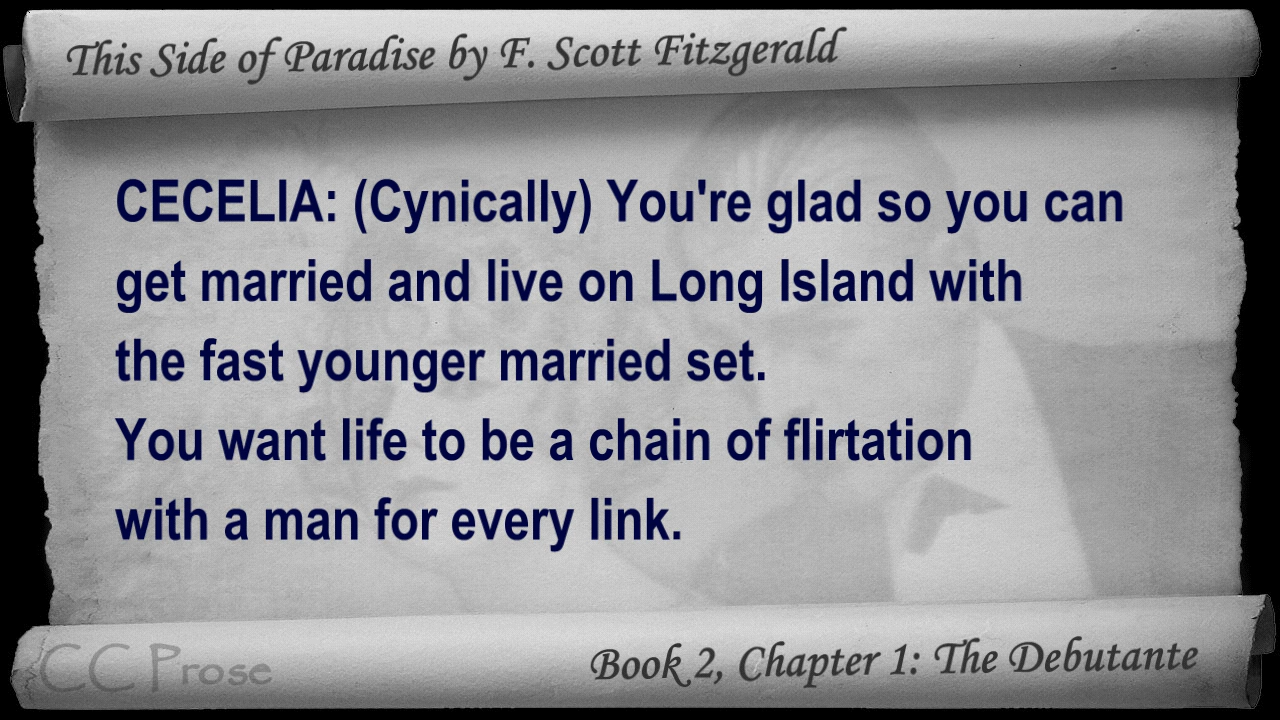 This Side of Paradise by F. Scott Fitzgerald
CECELIA: (Cynically) You're glad so you can
get married and live on Long Island with
the fast younger married set.
You want life to be a chain of flirtation
with a man for every link.
CC Prose
Book 2, Chapter 1: The Debutante